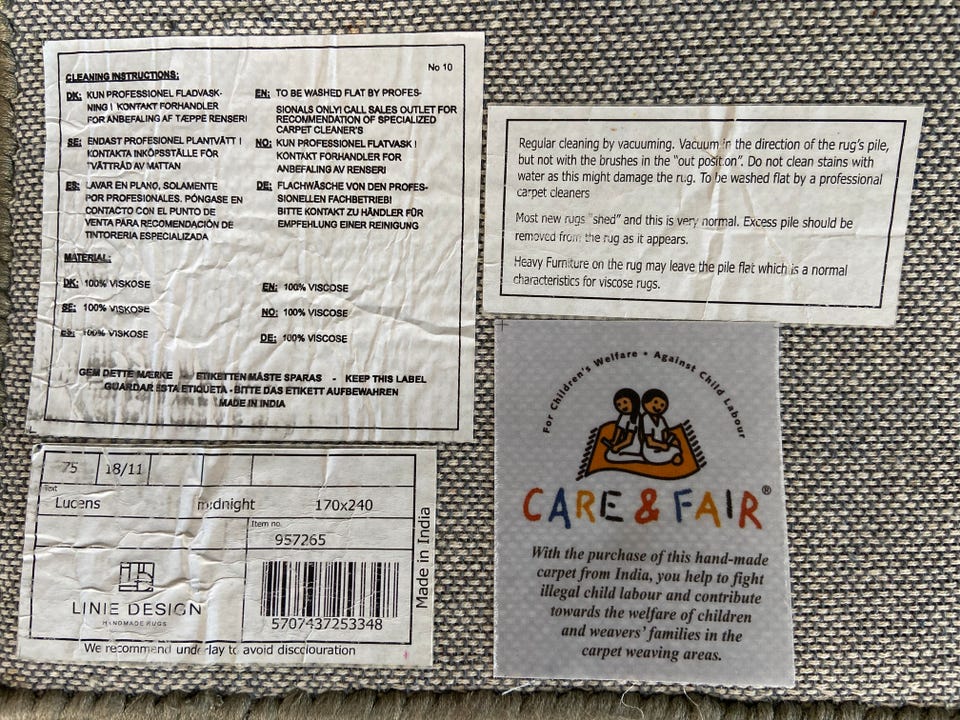 No 10
CLEANING INSTRUCTIONS:
DK: KUN PROFESSIONEL FLADVASK-
NING ! KONTAKT FORHANDLER
FOR ANBEFALING AF TÆPPE RENSERI
SE: ENDAST PROFESIONEL PLANTVÄTT !
KONTAKTA INKÖPSSTÄLLE FÖR
TVÄTTRÅD AV MATTAN
ES: LAVAR EN PLANO, SOLAMENTE
POR PROFESIONALES. PÓNGASE EN
CONTACTO CON EL PUNTO DE
VENTA PARA RECOMENDACIÓN DE
TINTORERIA ESPECIALIZADA
EN: TO BE WASHED FLAT BY PROFES-
SIONALS ONLY! CALL SALES OUTLET FOR
RECOMMENDATION OF SPECIALIZED
CARPET CLEANER'S
NO: KUN PROFESSIONEL FLATVASK !
KONTAKT FORHANDLER FOR
ANBEFALING AV RENSERI
DE: FLACHWÄSCHE VON DEN PROFES-
SIONELLEN FACHBETRIEB!
BITTE KONTAKT ZU HÄNDLER FÜR
EMPFEHLUNG EINER REINIGUNG
MATERIAL:
DK: 100% VISKOSE
SE: 100% VISKOSE
ES: 100% VISKOSE
EN: 100% VISCOSE
NO: 100% VISCOSE
DE: 100% VISCOSE
GEM DETTE MÆRKE - ETIKETTEN MÅSTE SPARAS - KEEP THIS LABEL
GUARDAR ESTA ETIQUETA - BITTE DAS ETIKETT AUFBEWAHREN
MADE IN INDIA
Regular cleaning by vacuuming. Vacuum in the direction of the rug's pile,
but not with the brushes in the "out position". Do not clean stains with
water as this might damage the rug. To be washed flat by a professional
carpet cleaners
Most new rugs "shed" and this is very normal. Excess pile should be
removed from the rug as it appears.
Heavy Furniture on the rug may leave the pile flat which is a normal
characteristics for viscose rugs.
75 18/11
Text
Lucens midnight 170x240
Item no.
957265
LINIE DESIGN
HANDMADE RUGS
5707437253348
Made in India
We recommend underlay to avoid discolouration
For Children's Welfare • Against Child Labour
CARE & FAIR®
With the purchase of this hand-made
carpet from India, you help to fight
illegal child labour and contribute
towards the welfare of children
and weavers' families in the
carpet weaving areas.